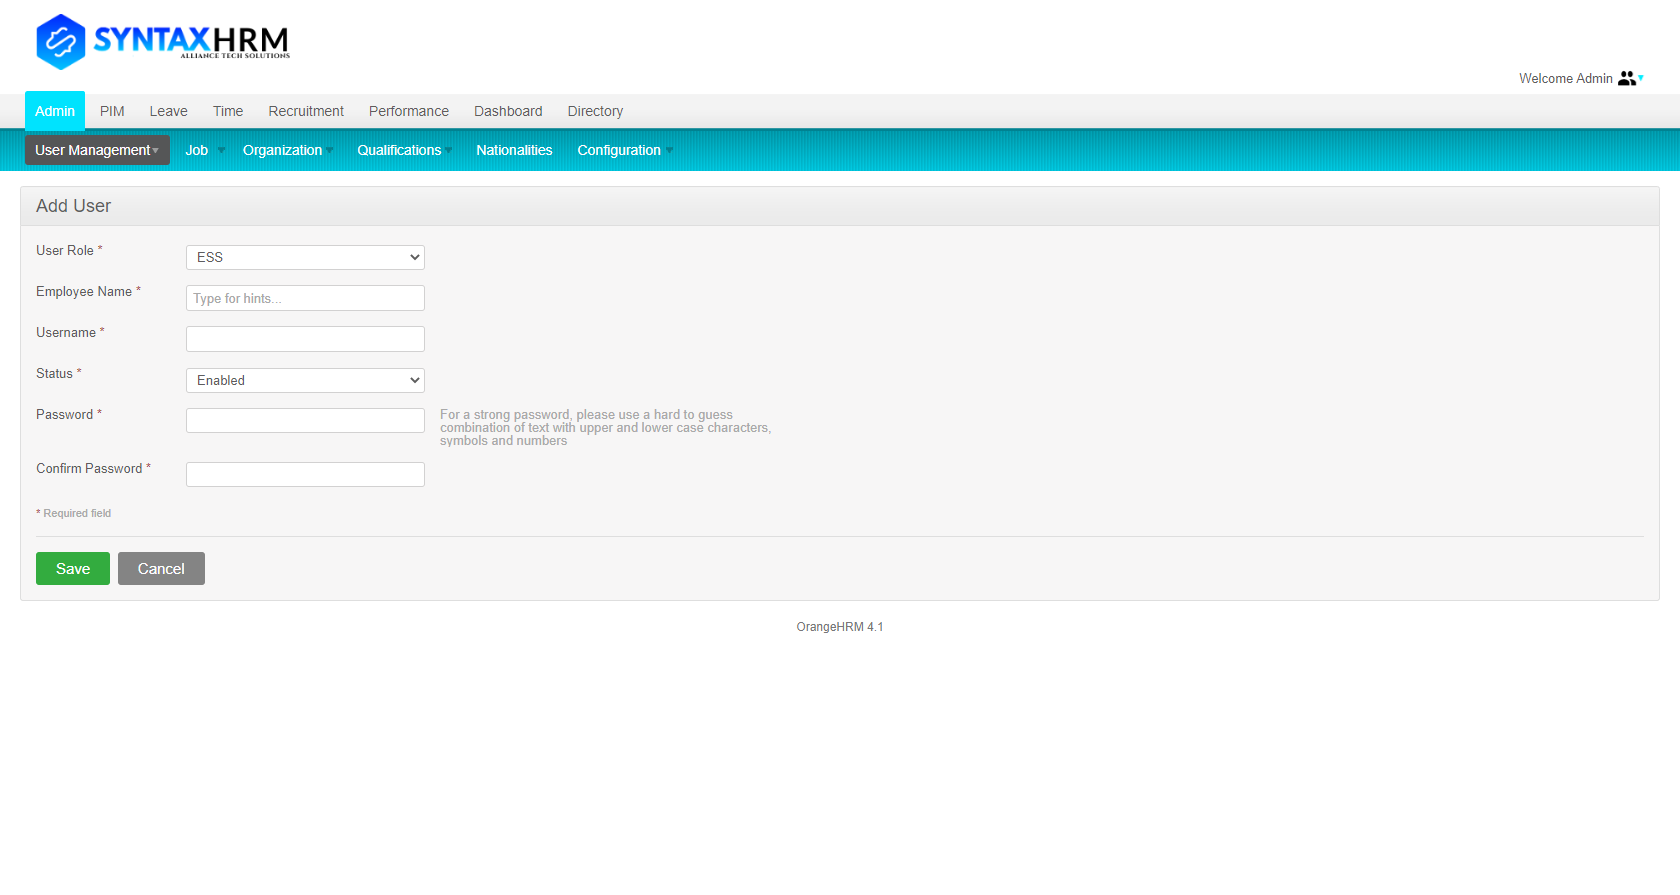 SYNTAXHRM
ALLIANCE TECH SOLUTIONS
Welcome Admin
Admin PIM Leave Time Recruitment Performance Dashboard Directory
User Management Job Organization Qualifications Nationalities Configuration
Add User
User Role * ESS
Employee Name * Type for hints...
Username *
Status * Enabled
Password * For a strong password, please use a hard to guess
combination of text with upper and lower case characters,
symbols and numbers
Confirm Password *
* Required field
Save Cancel
OrangeHRM 4.1